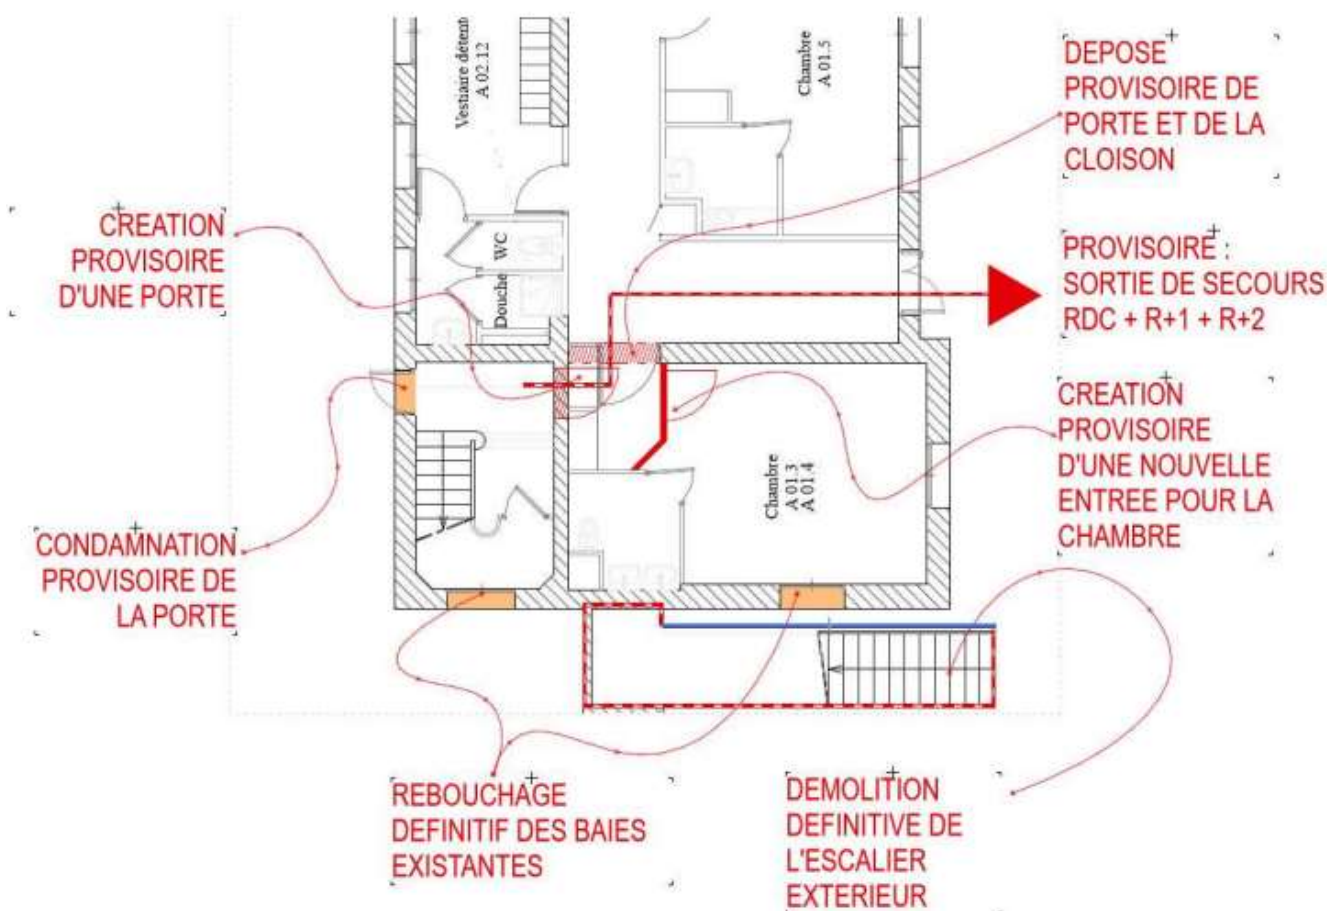 Vestiaire détent
A 02.12
Chambre
A 01.5
DEPOSE
PROVISOIRE DE
PORTE ET DE LA
CLOISON
CREATION
PROVISOIRE
D'UNE PORTE
WC
Douche
PROVISOIRE :
SORTIE DE SECOURS
RDC + R+1 + R+2
CREATION
PROVISOIRE
D'UNE NOUVELLE
ENTREE POUR LA
CHAMBRE
Chambre
A 01.3
A 01.4
CONDAMNATION
PROVISOIRE DE
LA PORTE
REBOUCHAGE
DEFINITIF DES BAIES
EXISTANTES
DEMOLITION
DEFINITIVE DE
L'ESCALIER
EXTERIEUR